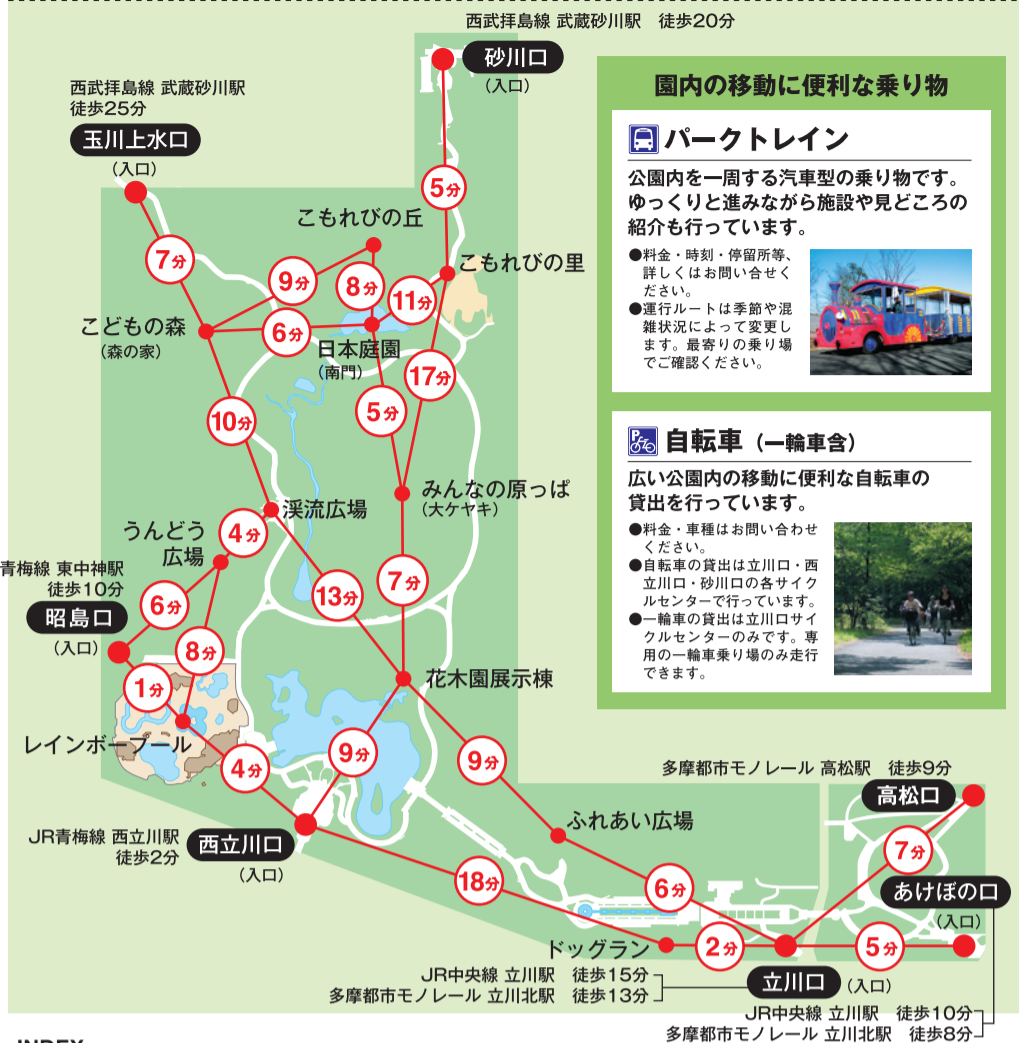 西武拝島線 武蔵砂川駅 徒歩20分
砂川口
(入口)
西武拝島線 武蔵砂川駅
徒歩25分
玉川上水口
(入口)
5分
こもれびの丘
7分
9分
8分
11分
こもれびの里
こどもの森
(森の家)
6分
日本庭園
(南門)
17分
10分
5分
みんなの原っぱ
(大ケヤキ)
渓流広場
うんどう
広場
4分
青梅線 東中神駅
徒歩10分
昭島口
(入口)
6分
13分
7分
8分
1分
花木園展示棟
レインボープール
4分
9分
9分
JR青梅線 西立川駅
徒歩2分
西立川口
(入口)
ふれあい広場
18分
6分
多摩都市モノレール 高松駅 徒歩9分
高松口
7分
あけぼの口
(入口)
ドッグラン
2分
5分
立川口
(入口)
JR中央線 立川駅 徒歩15分
多摩都市モノレール 立川北駅 徒歩13分
JR中央線 立川駅 徒歩10分
多摩都市モノレール 立川北駅 徒歩8分
園内の移動に便利な乗り物
パークトレイン
公園内を一周する汽車型の乗り物です。
ゆっくりと進みながら施設や見どころの
紹介も行っています。
●料金・時刻・停留所等、
詳しくはお問い合せく
ださい。
●運行ルートは季節や混
雑状況によって変更し
ます。最寄りの乗り場
でご確認ください。
P
自転車(一輪車含)
広い公園内の移動に便利な自転車の
貸出を行っています。
●料金・車種はお問い合わせ
ください。
●自転車の貸出は立川口・西
立川口・砂川口の各サイク
ルセンターで行っています。
●一輪車の貸出は立川口サイ
クルセンターのみです。専
用の一輪車乗り場のみ走行
できます。
INDEX